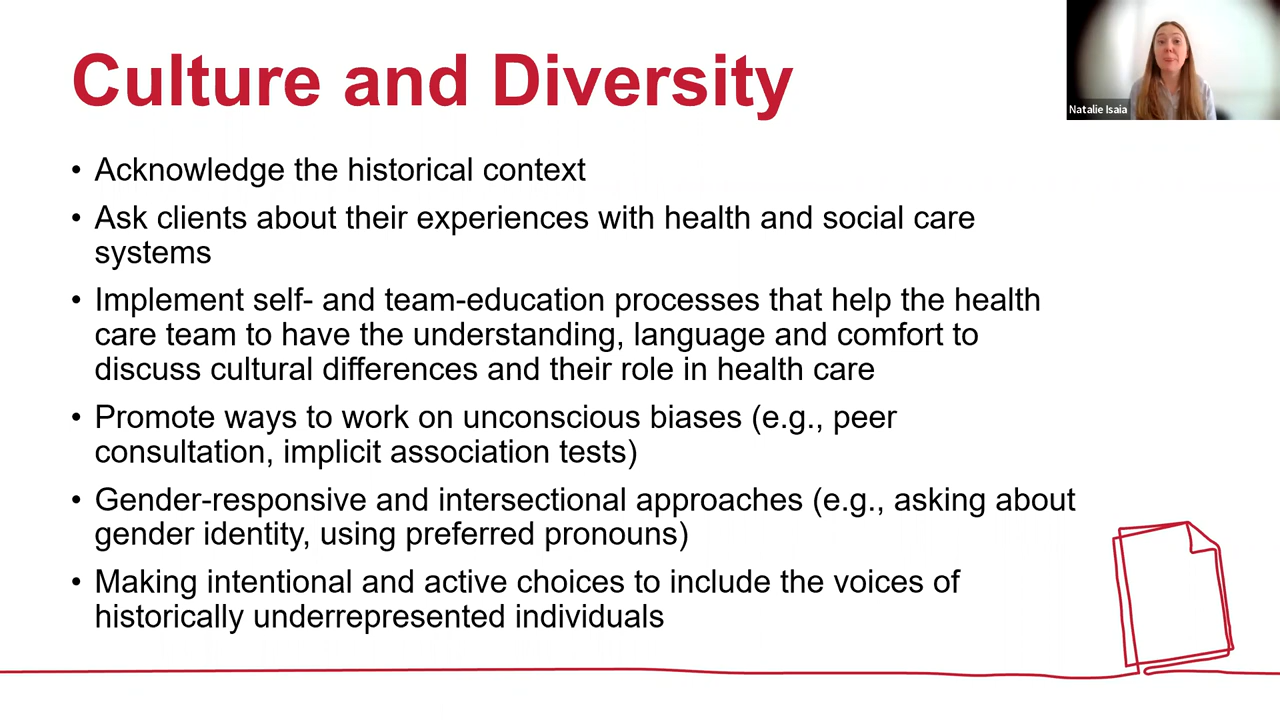 Culture and Diversity
Natalie Isaia
• Acknowledge the historical context
• Ask clients about their experiences with health and social care
systems
• Implement self- and team-education processes that help the health
care team to have the understanding, language and comfort to
discuss cultural differences and their role in health care
• Promote ways to work on unconscious biases (e.g., peer
consultation, implicit association tests)
• Gender-responsive and intersectional approaches (e.g., asking about
gender identity, using preferred pronouns)
• Making intentional and active choices to include the voices of
historically underrepresented individuals